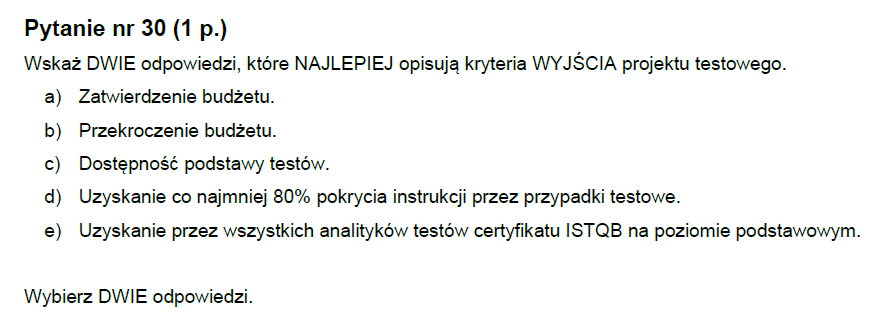 Pytanie nr 30 (1 p.)
Wskaż DWIE odpowiedzi, które NAJLEPIEJ opisują kryteria WYJŚCIA projektu testowego.
a) Zatwierdzenie budżetu.
b) Przekroczenie budżetu.
c) Dostępność podstawy testów.
d) Uzyskanie co najmniej 80% pokrycia instrukcji przez przypadki testowe.
e) Uzyskanie przez wszystkich analityków testów certyfikatu ISTQB na poziomie podstawowym.
Wybierz DWIE odpowiedzi.